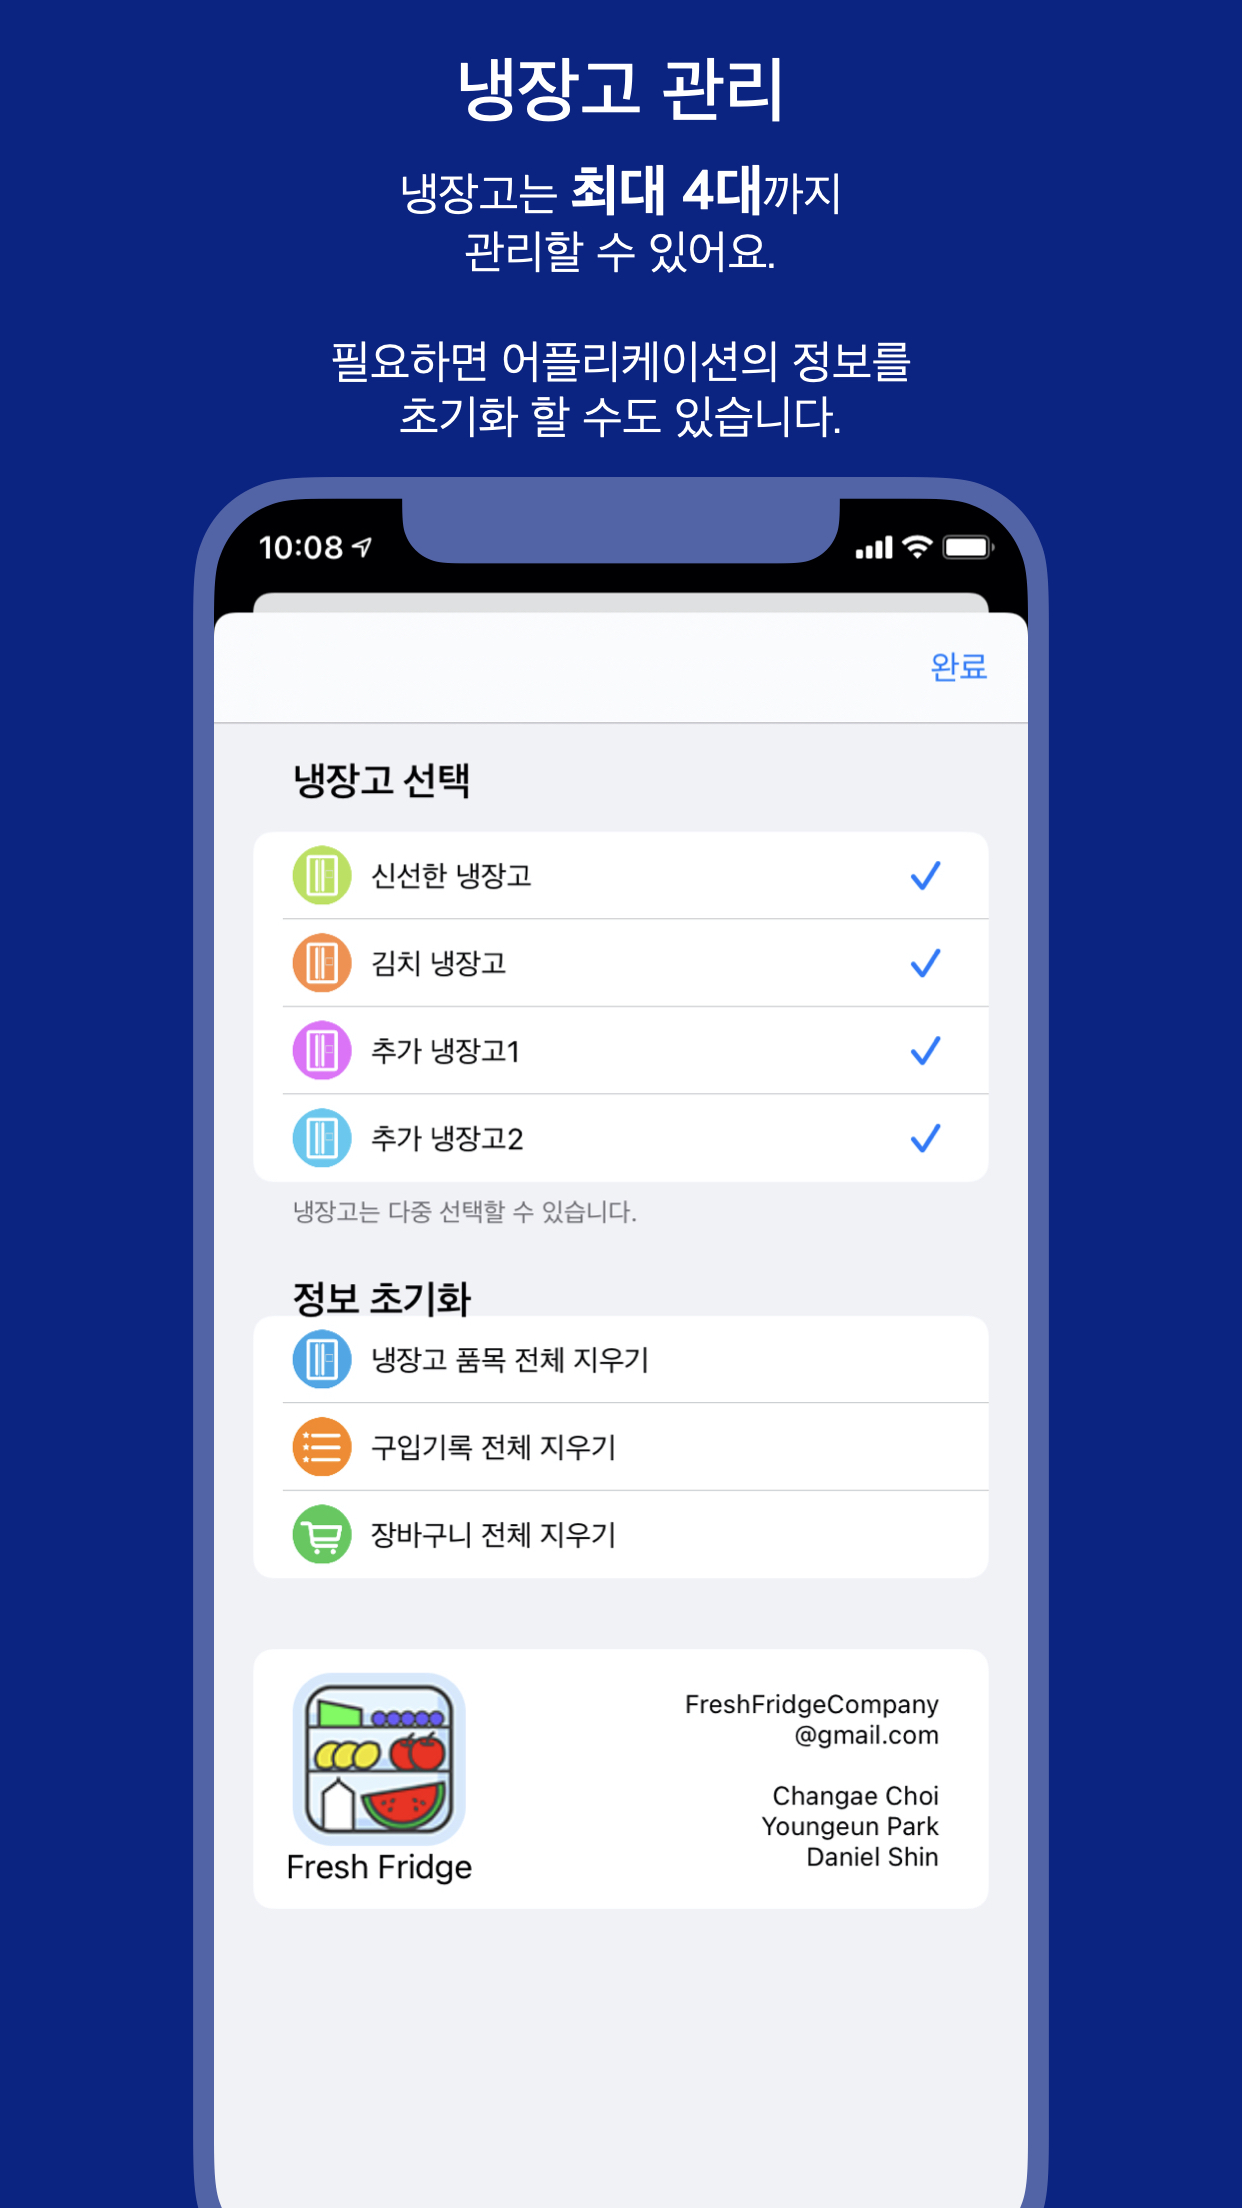 냉장고 관리
냉장고는 최대 4대까지
관리할 수 있어요.
필요하면 어플리케이션의 정보를
초기화 할 수도 있습니다.
10:08
완료
냉장고 선택
신선한 냉장고
김치 냉장고
추가 냉장고1
추가 냉장고2
냉장고는 다중 선택할 수 있습니다.
정보 초기화
냉장고 품목 전체 지우기
구입기록 전체 지우기
장바구니 전체 지우기
FreshFridgeCompany
@gmail.com
Changae Choi
Youngeun Park
Daniel Shin
Fresh Fridge